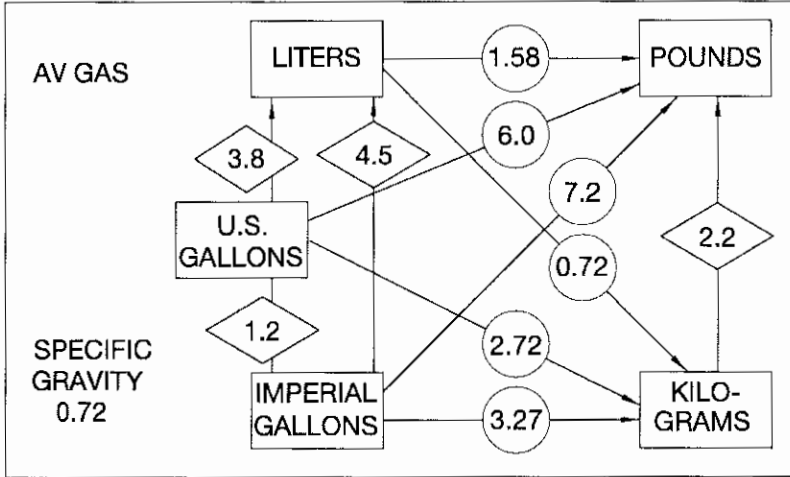 AV GAS
LITERS
1.58
POUNDS
6.0
3.8
4.5
7.2
U.S.
GALLONS
2.2
0.72
1.2
2.72
SPECIFIC
GRAVITY
0.72
IMPERIAL
GALLONS
3.27
KILO-
GRAMS